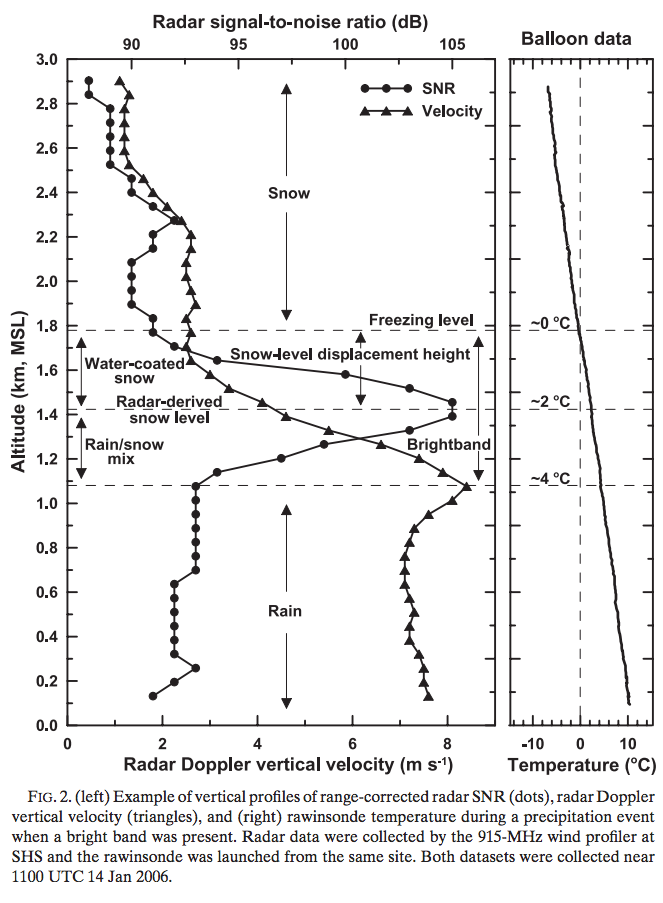 Radar signal-to-noise ratio (dB)
90 95 100 105
Balloon data
3.0
2.8
2.6
2.4
2.2
2.0
1.8
1.6
1.4
1.2
1.0
0.8
0.6
0.4
0.2
0.0
Altitude (km, MSL)
SNR
Velocity
Snow
Freezing level
~0 °C
Snow-level displacement height
Water-coated
snow
Radar-derived
snow level
~2 °C
Rain/snow
mix
Brightband
~4 °C
Rain
0 2 4 6 8
Radar Doppler vertical velocity (m s-1)
-10 0 10
Temperature (°C)
FIG. 2. (left) Example of vertical profiles of range-corrected radar SNR (dots), radar Doppler
vertical velocity (triangles), and (right) rawinsonde temperature during a precipitation event
when a bright band was present. Radar data were collected by the 915-MHz wind profiler at
SHS and the rawinsonde was launched from the same site. Both datasets were collected near
1100 UTC 14 Jan 2006.